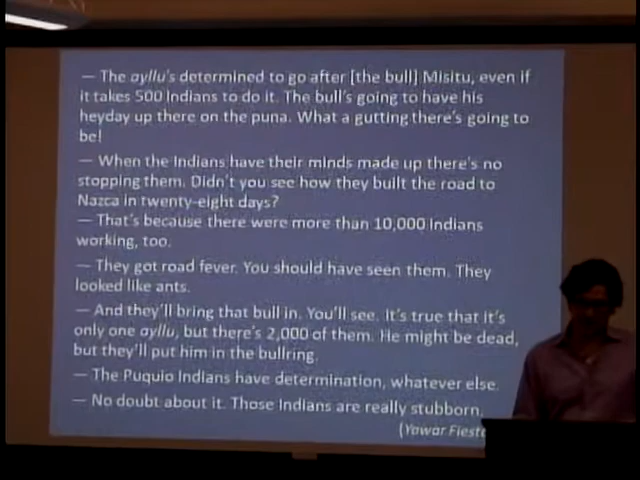 — The ayllu's determined to go after [the bull] Misitu, even if
it takes 500 Indians to do it. The bull's going to have his
heyday up there on the puna. What a gutting there's going to
be!
— When the Indians have their minds made up there's no
stopping them. Didn't you see how they built the road to
Nazca in twenty-eight days?
— That's because there were more than 10,000 Indians
working, too.
— They got road fever. You should have seen them. They
looked like ants.
— And they'll bring that bull in. You'll see. It's true that it's
only one ayllu, but there's 2,000 of them. He might be dead,
but they'll put him in the bullring.
— The Puquio Indians have determination, whatever else.
— No doubt about it. Those Indians are really stubborn.
(Yawar Fiesta